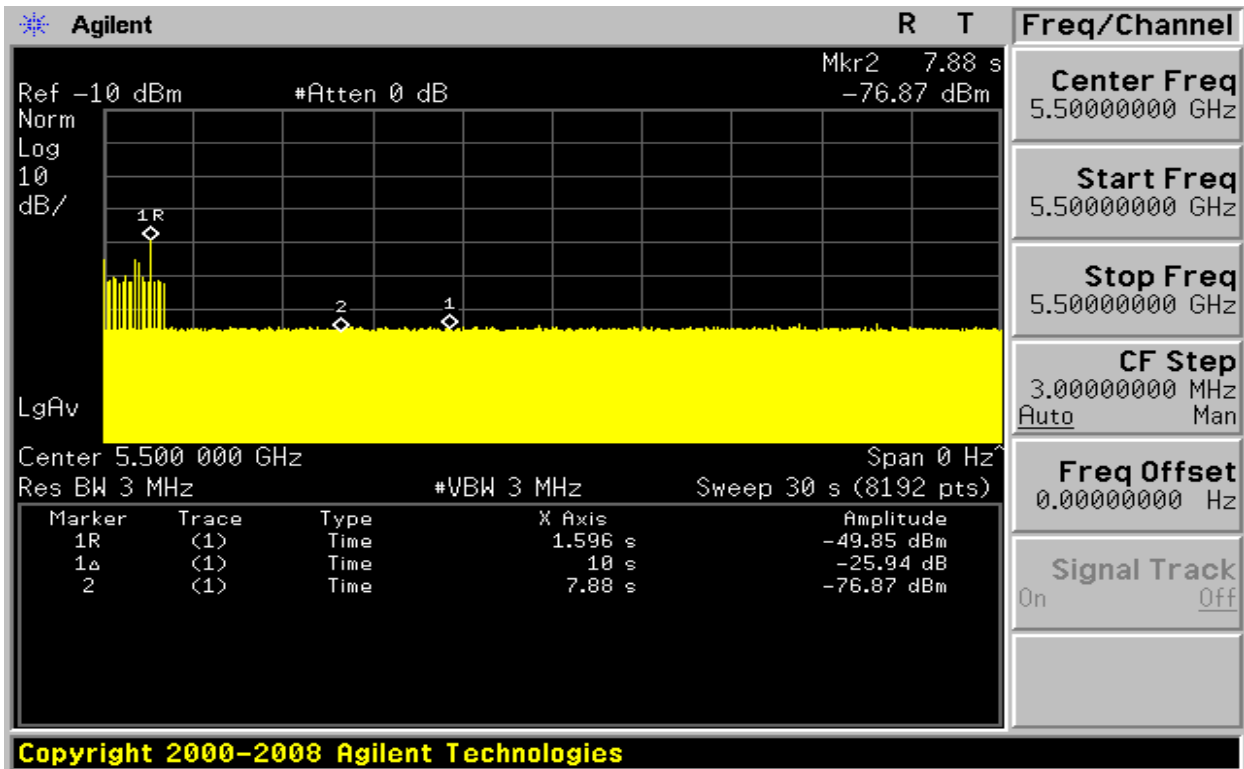 Agilent R T
Mkr2 7.88 s
Ref −10 dBm #Atten 0 dB −76.87 dBm
Norm
Log
10
dB/
1R
2
1
LgAv
Center 5.500 000 GHz Span 0 Hz^
Res BW 3 MHz #VBW 3 MHz Sweep 30 s (8192 pts)
Marker Trace Type X Axis Amplitude
1R (1) Time 1.596 s −49.85 dBm
1△ (1) Time 10 s −25.94 dB
2 (1) Time 7.88 s −76.87 dBm
Freq/Channel
Center Freq
5.50000000 GHz
Start Freq
5.50000000 GHz
Stop Freq
5.50000000 GHz
CF Step
3.00000000 MHz
Auto Man
Freq Offset
0.00000000 Hz
Signal Track
On Off
Copyright 2000−2008 Agilent Technologies